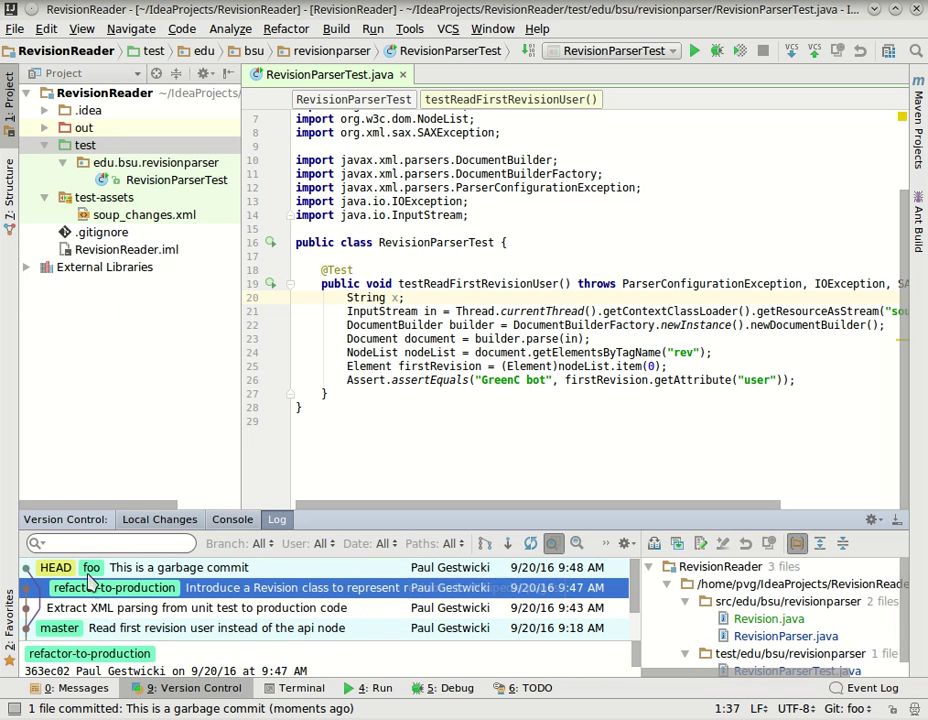 RevisionReader - [~/IdeaProjects/RevisionReader] - [RevisionReader] - ~/IdeaProjects/RevisionReader/test/edu/bsu/revisionparser/RevisionParserTest.java - I...
File Edit View Navigate Code Analyze Refactor Build Run Tools VCS Window Help
RevisionReader test edu bsu revisionparser RevisionParserTest RevisionParserTest VCS VCS
Project RevisionParserTest.java
1: Project
7: Structure
2: Favorites
RevisionReader ~/IdeaProjects/
.idea
out
test
edu.bsu.revisionparser
RevisionParserTest
test-assets
soup_changes.xml
.gitignore
RevisionReader.iml
External Libraries
RevisionParserTest testReadFirstRevisionUser()
7 import org.w3c.dom.NodeList;
8 import org.xml.sax.SAXException;
9
10 import javax.xml.parsers.DocumentBuilder;
11 import javax.xml.parsers.DocumentBuilderFactory;
12 import javax.xml.parsers.ParserConfigurationException;
13 import java.io.IOException;
14 import java.io.InputStream;
15
16 public class RevisionParserTest {
17
18 @Test
19 public void testReadFirstRevisionUser() throws ParserConfigurationException, IOException, SA
20 String x;
21 InputStream in = Thread.currentThread().getContextClassLoader().getResourceAsStream("sou
22 DocumentBuilder builder = DocumentBuilderFactory.newInstance().newDocumentBuilder();
23 Document document = builder.parse(in);
24 NodeList nodeList = document.getElementsByTagName("rev");
25 Element firstRevision = (Element)nodeList.item(0);
26 Assert.assertEquals("GreenC bot", firstRevision.getAttribute("user"));
27 }
28 }
29
Maven Projects
Ant Build
Version Control: Local Changes Console Log
Branch: All User: All Date: All Paths: All
HEAD foo This is a garbage commit Paul Gestwicki 9/20/16 9:48 AM
refactor-to-production Introduce a Revision class to represent r Paul Gestwicki 9/20/16 9:47 AM
Extract XML parsing from unit test to production code Paul Gestwicki 9/20/16 9:43 AM
master Read first revision user instead of the api node Paul Gestwicki 9/20/16 9:18 AM
refactor-to-production
363ec02 Paul Gestwicki on 9/20/16 at 9:47 AM
RevisionReader 3 files
/home/pvg/IdeaProjects/RevisionReade
src/edu/bsu/revisionparser 2 files
Revision.java
RevisionParser.java
test/edu/bsu/revisionparser 1 file
RevisionParserTest.java
0: Messages 9: Version Control Terminal 4: Run 5: Debug 6: TODO Event Log
1 file committed: This is a garbage commit (moments ago) 1:37 LF UTF-8 Git: foo